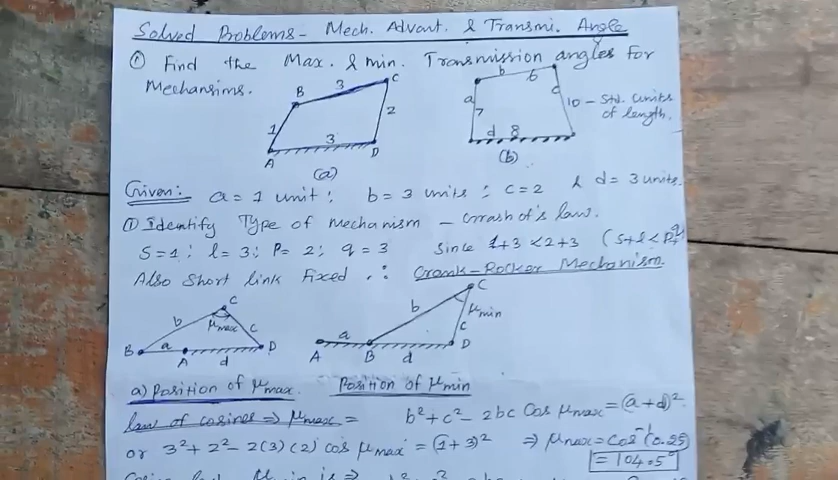 Solved Problems - Mech. Advant. & Transmi. Angle
① Find the Max. & min. Transmission angles for
Mechansims.
B 3 C
1 2
A 3 D
(a)
b 6
a 7 c 10 - Std. units
of length.
d 8
(b)
Given: a = 1 unit; b = 3 units; c = 2 & d = 3 units.
① Identify Type of mechanism - Grashof's law.
S = 1; l = 3; P = 2; q = 3 Since 1+3 < 2+3 (S+l < P+q)
Also Short link Fixed ∴ Crank-Rocker Mechanism.
C
b μmax c
B a A d D
C
b μmin
c
A a B d D
a) Position of μmax. Position of μmin
law of cosines ⇒ μmax = b² + c² - 2bc Cos μmax = (a+d)²
or 3² + 2² - 2(3)(2) cos μmax = (1+3)² ⇒ μmax = cos⁻¹(0.25)
= 104.5°